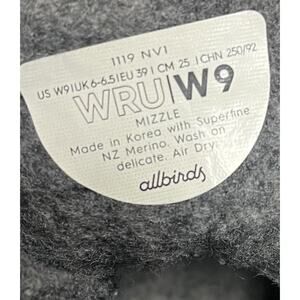 1119 NVI
US W9|UK 6-6.5|EU 39|CM 25|CHN 250/92
WRU|W9
MIZZLE
Made in Korea with Superfine
NZ Merino. Wash on
delicate. Air Dry.
allbirds